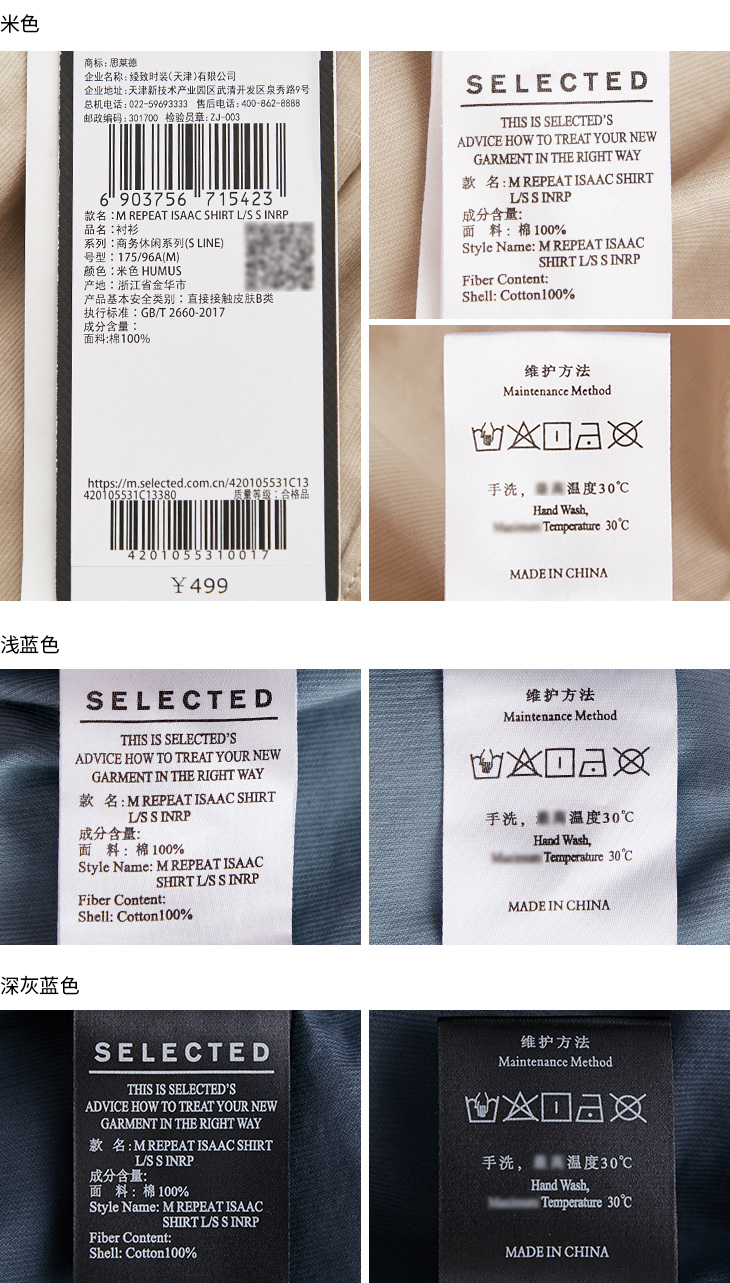 米色
商标: 思莱德
企业名称: 绫致时装(天津)有限公司
企业地址: 天津新技术产业园区武清开发区泉秀路9号
总机电话: 022-59693333 售后电话: 400-862-8888
邮政编码: 301700 检验员章: ZJ-003
6 903756 715423
款名: M REPEAT ISAAC SHIRT L/S S INRP
品名: 衬衫
系列: 商务休闲系列(S LINE)
号型: 175/96A(M)
颜色: 米色 HUMUS
产地: 浙江省金华市
产品基本安全类别: 直接接触皮肤B类
执行标准: GB/T 2660-2017
成分含量:
面料:棉100%
https://m.selected.com.cn/420105531C13
420105531C13380 质量等级: 合格品
4201055310017
￥499
SELECTED
THIS IS SELECTED'S
ADVICE HOW TO TREAT YOUR NEW
GARMENT IN THE RIGHT WAY
款 名: M REPEAT ISAAC SHIRT
L/S S INRP
成分含量:
面 料: 棉 100%
Style Name: M REPEAT ISAAC
SHIRT L/S S INRP
Fiber Content:
Shell: Cotton100%
维护方法
Maintenance Method
手洗, 温度30℃
Hand Wash,
Temperature 30℃
MADE IN CHINA
浅蓝色
SELECTED
THIS IS SELECTED'S
ADVICE HOW TO TREAT YOUR NEW
GARMENT IN THE RIGHT WAY
款 名: M REPEAT ISAAC SHIRT
L/S S INRP
成分含量:
面 料: 棉 100%
Style Name: M REPEAT ISAAC
SHIRT L/S S INRP
Fiber Content:
Shell: Cotton100%
维护方法
Maintenance Method
手洗, 温度30℃
Hand Wash,
Temperature 30℃
MADE IN CHINA
深灰蓝色
SELECTED
THIS IS SELECTED'S
ADVICE HOW TO TREAT YOUR NEW
GARMENT IN THE RIGHT WAY
款 名: M REPEAT ISAAC SHIRT
L/S S INRP
成分含量:
面 料: 棉 100%
Style Name: M REPEAT ISAAC
SHIRT L/S S INRP
Fiber Content:
Shell: Cotton100%
维护方法
Maintenance Method
手洗, 温度30℃
Hand Wash,
Temperature 30℃
MADE IN CHINA